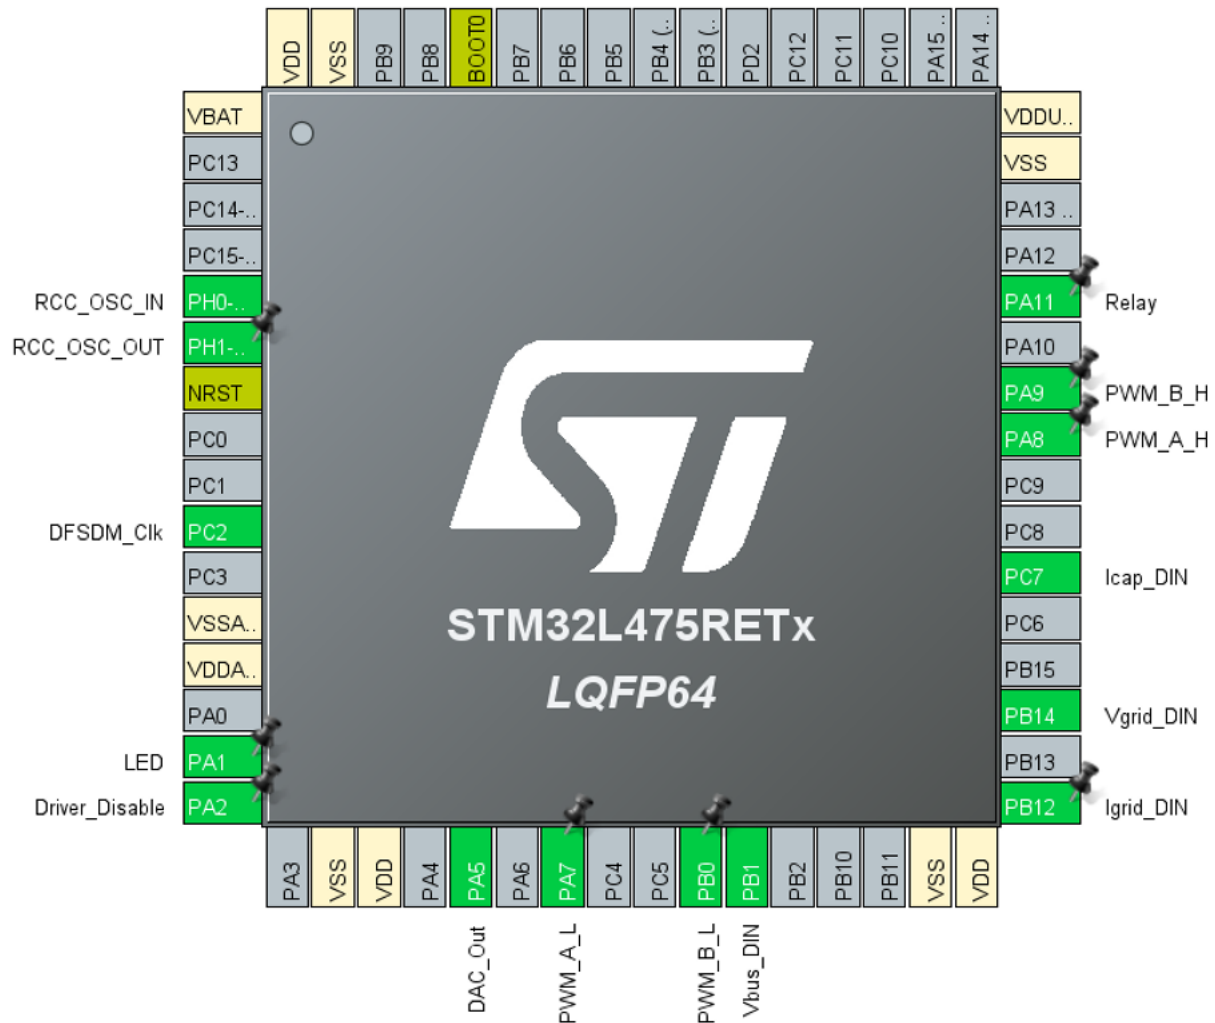 VDD
VSS
PB9
PB8
BOOT0
PB7
PB6
PB5
PB4 (..
PB3 (..
PD2
PC12
PC11
PC10
PA15 ..
PA14 ..
VBAT
PC13
PC14-..
PC15-..
RCC_OSC_IN PH0-..
RCC_OSC_OUT PH1-..
NRST
PC0
PC1
DFSDM_Clk PC2
PC3
VSSA..
VDDA..
PA0
LED PA1
Driver_Disable PA2
ST
STM32L475RETx
LQFP64
VDDU..
VSS
PA13 ..
PA12
PA11 Relay
PA10
PA9 PWM_B_H
PA8 PWM_A_H
PC9
PC8
PC7 Icap_DIN
PC6
PB15
PB14 Vgrid_DIN
PB13
PB12 Igrid_DIN
PA3
VSS
VDD
PA4
PA5
PA6
PA7
PC4
PC5
PB0
PB1
PB2
PB10
PB11
VSS
VDD
DAC_Out
PWM_A_L
PWM_B_L
Vbus_DIN